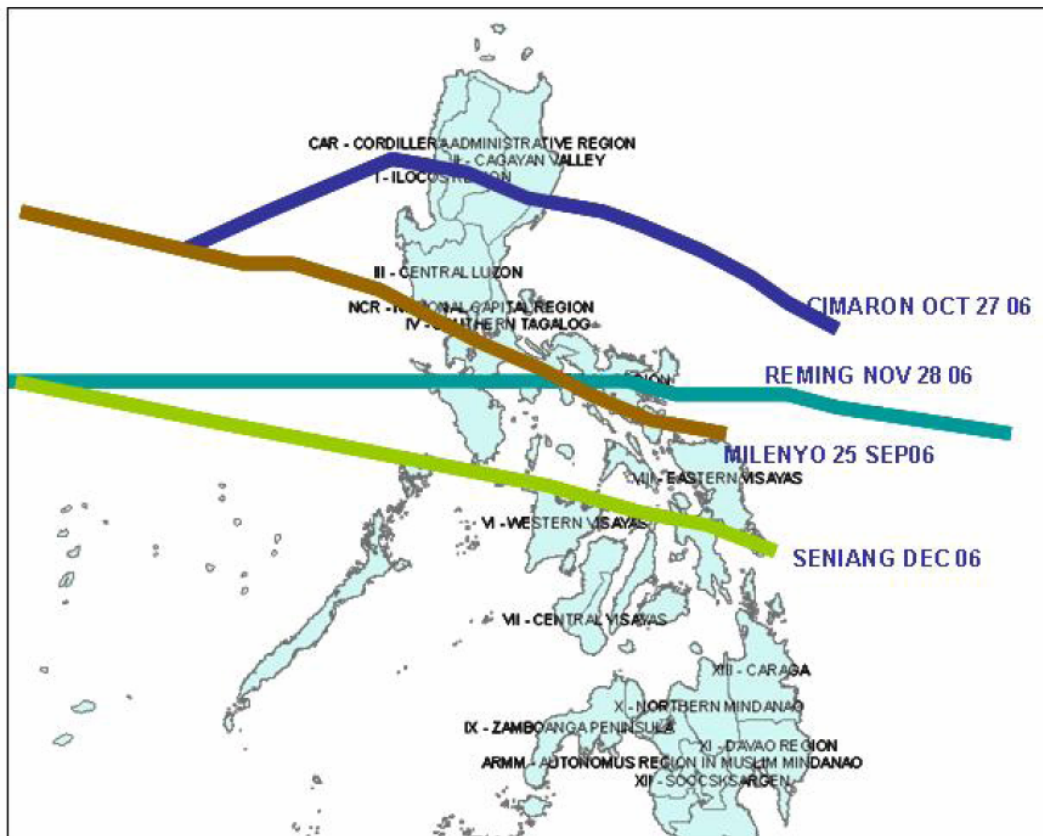 CAR - CORDILLERA ADMINISTRATIVE REGION
II - CAGAYAN VALLEY
I - ILOCOS REGION
III - CENTRAL LUZON
CIMARON OCT 27 06
NCR - NATIONAL CAPITAL REGION
IV - SOUTHERN TAGALOG
REMING NOV 28 06
MILENYO 25 SEP06
VIII - EASTERN VISAYAS
VI - WESTERN VISAYAS
SENIANG DEC 06
VII - CENTRAL VISAYAS
XIII - CARAGA
X - NORTHERN MINDANAO
IX - ZAMBOANGA PENINSULA
XI - DAVAO REGION
ARMM - AUTONOMUS REGION IN MUSLIM MINDANAO
XII - SOCCSKSARGEN